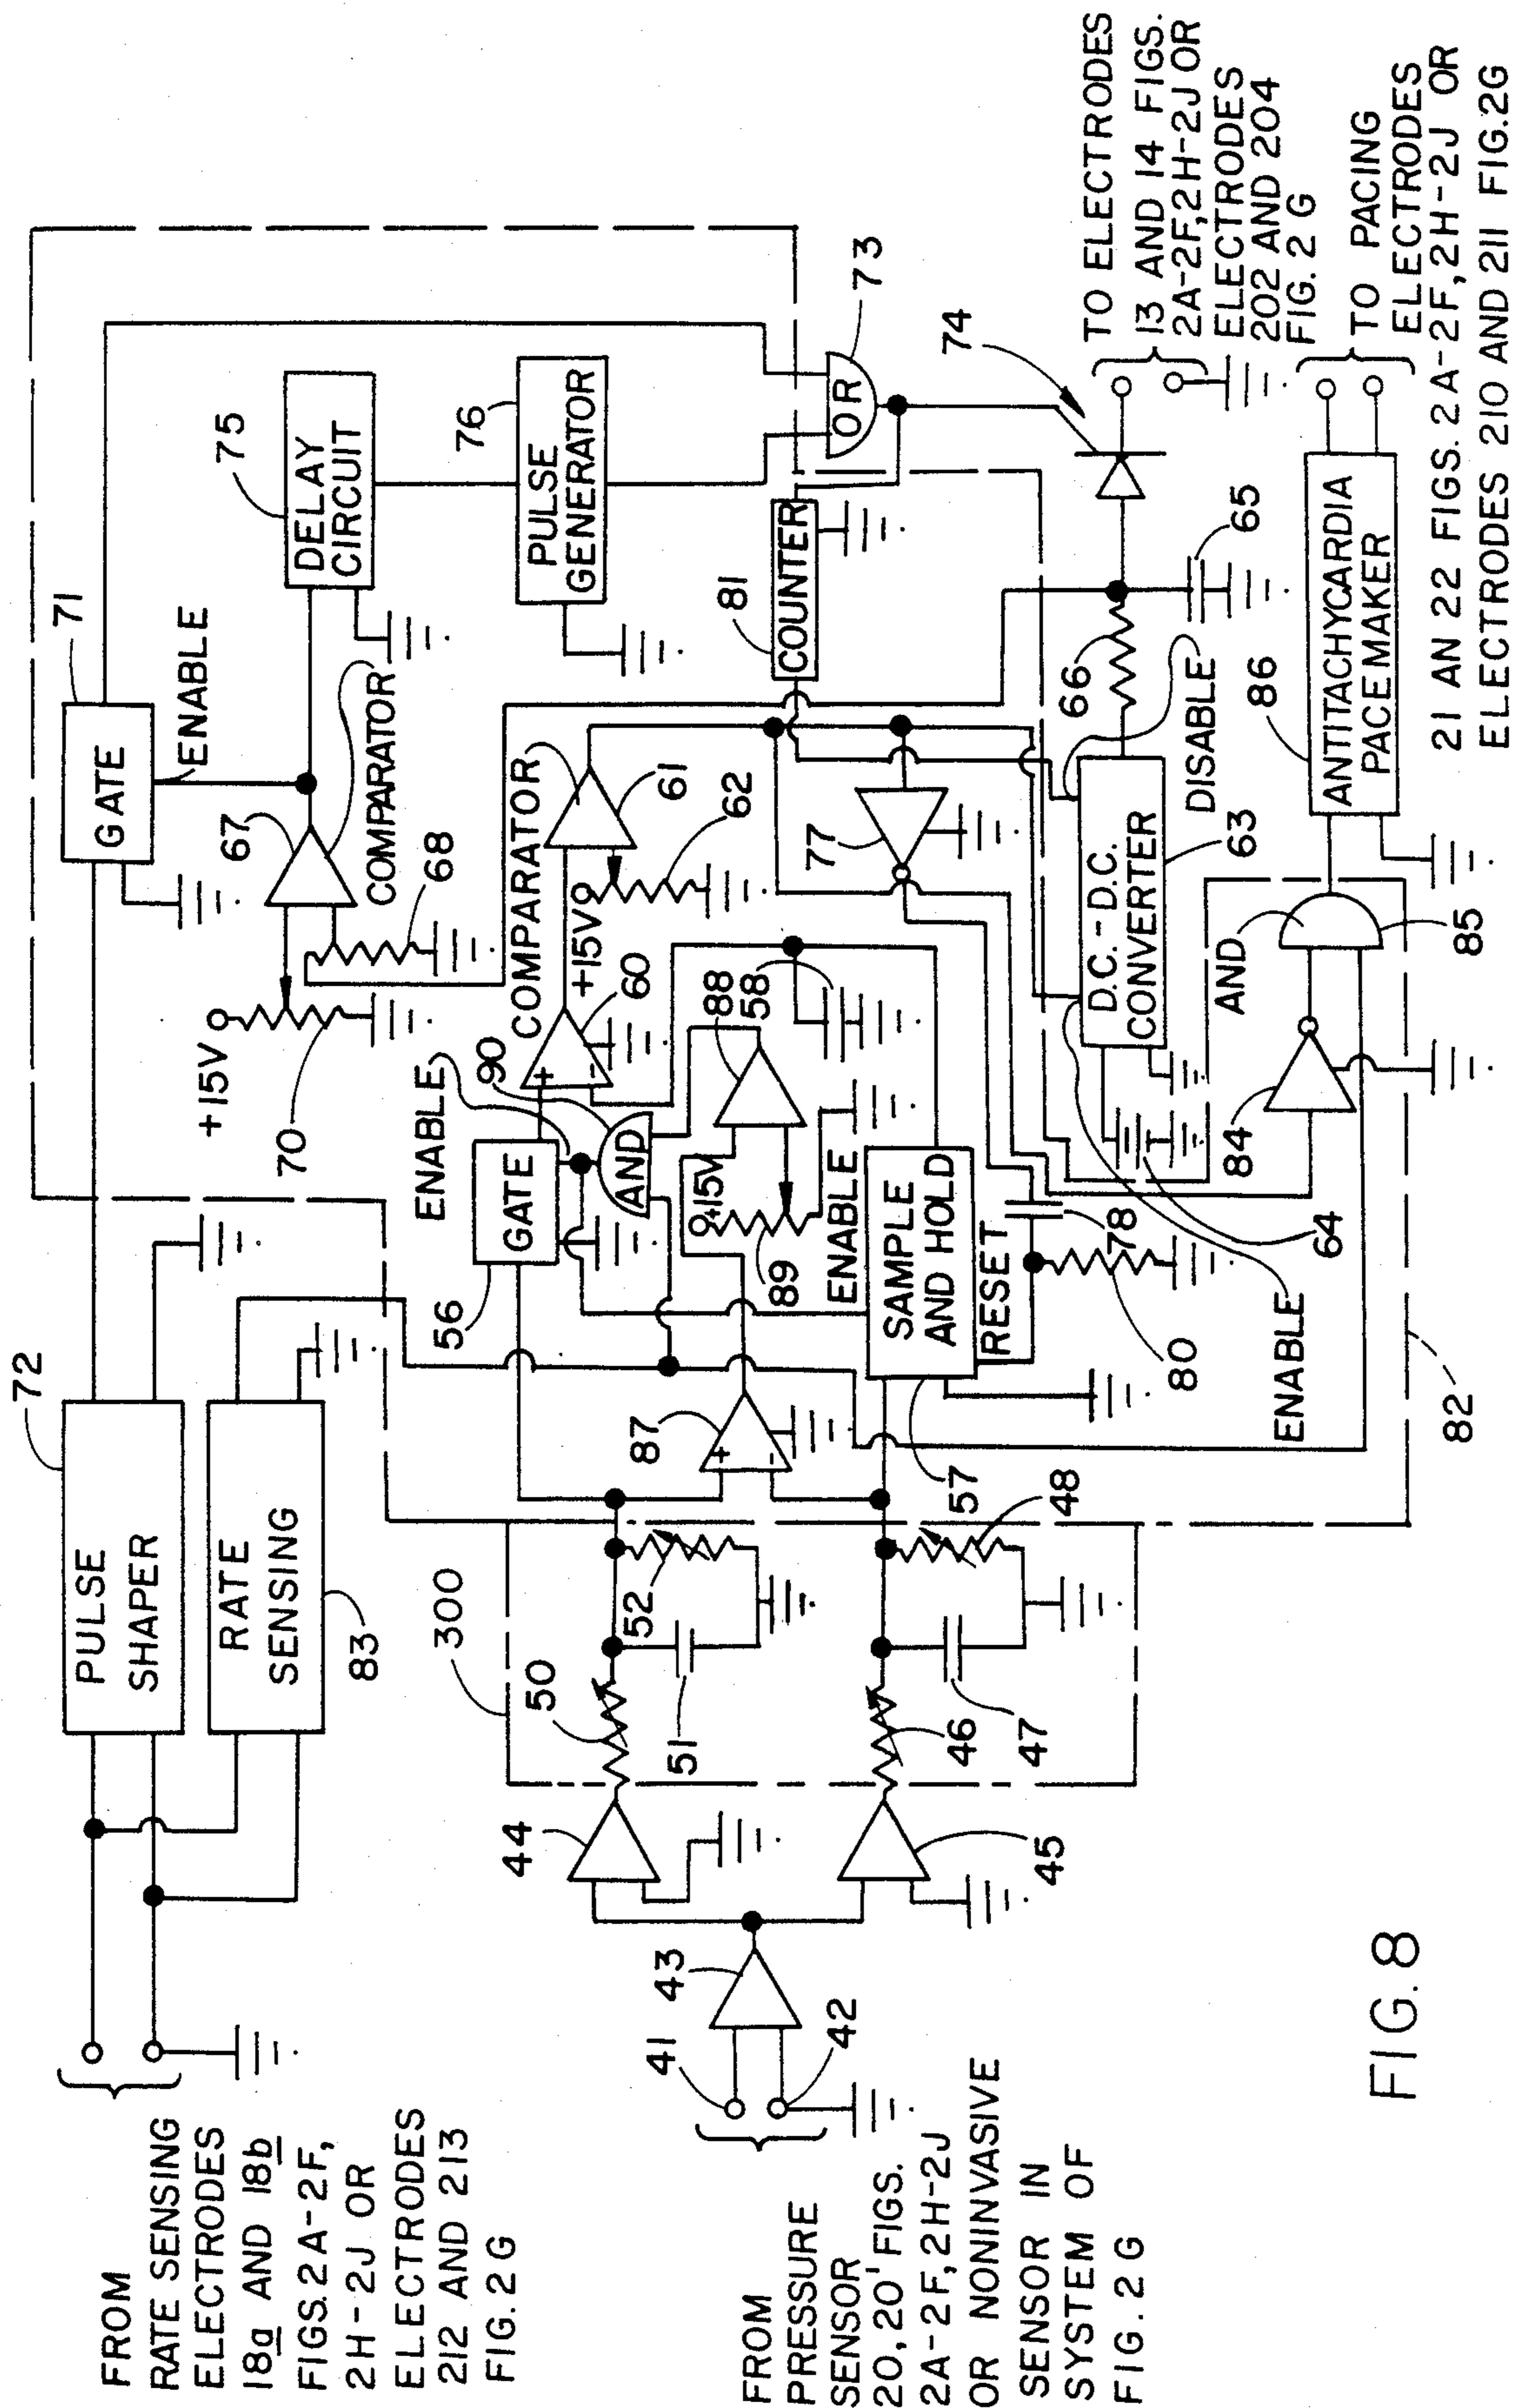 FROM
RATE SENSING
ELECTRODES
18a AND 18b
FIGS. 2A-2F,
2H-2J OR
ELECTRODES
212 AND 213
FIG. 2G
72
PULSE
SHAPER
RATE
SENSING
83
FROM
PRESSURE
SENSOR
20, 20' FIGS.
2A-2F, 2H-2J
OR NONINVASIVE
SENSOR IN
SYSTEM OF
FIG. 2G
41
42
43
44
45
300
50
51
52
46
47
48
87
+
-
56
GATE
ENABLE
90
AND
+15V
89
88
58
ENABLE
SAMPLE
AND HOLD
RESET
57
80
78
+
-
60
COMPARATOR
+15V
61
62
71
GATE
ENABLE
67
COMPARATOR
68
+15V
70
75
DELAY
CIRCUIT
76
PULSE
GENERATOR
OR
73
74
81
COUNTER
77
66
65
DISABLE
D.C.-D.C.
CONVERTER
63
64
ENABLE
82
84
AND
85
86
ANTITACHYCARDIA
PACEMAKER
TO ELECTRODES
13 AND 14 FIGS.
2A-2F, 2H-2J OR
ELECTRODES
202 AND 204
FIG. 2G
TO PACING
ELECTRODES
21 AN 22 FIGS. 2A-2F, 2H-2J OR
ELECTRODES 210 AND 211 FIG.2G
FIG. 8